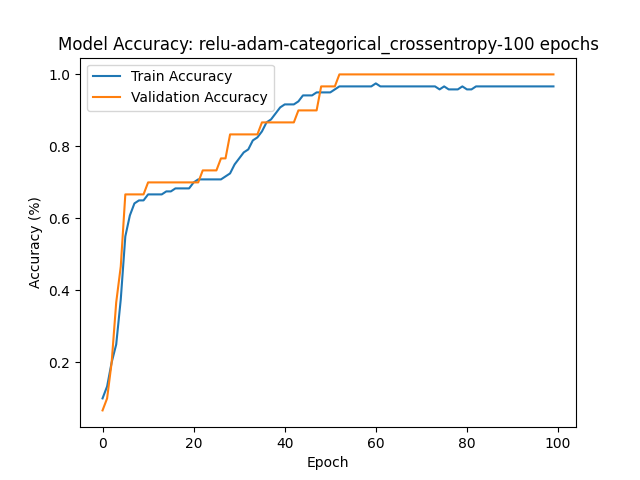 Model Accuracy: relu-adam-categorical_crossentropy-100 epochs
Train Accuracy
Validation Accuracy
Accuracy (%)
1.0
0.8
0.6
0.4
0.2
0 20 40 60 80 100
Epoch